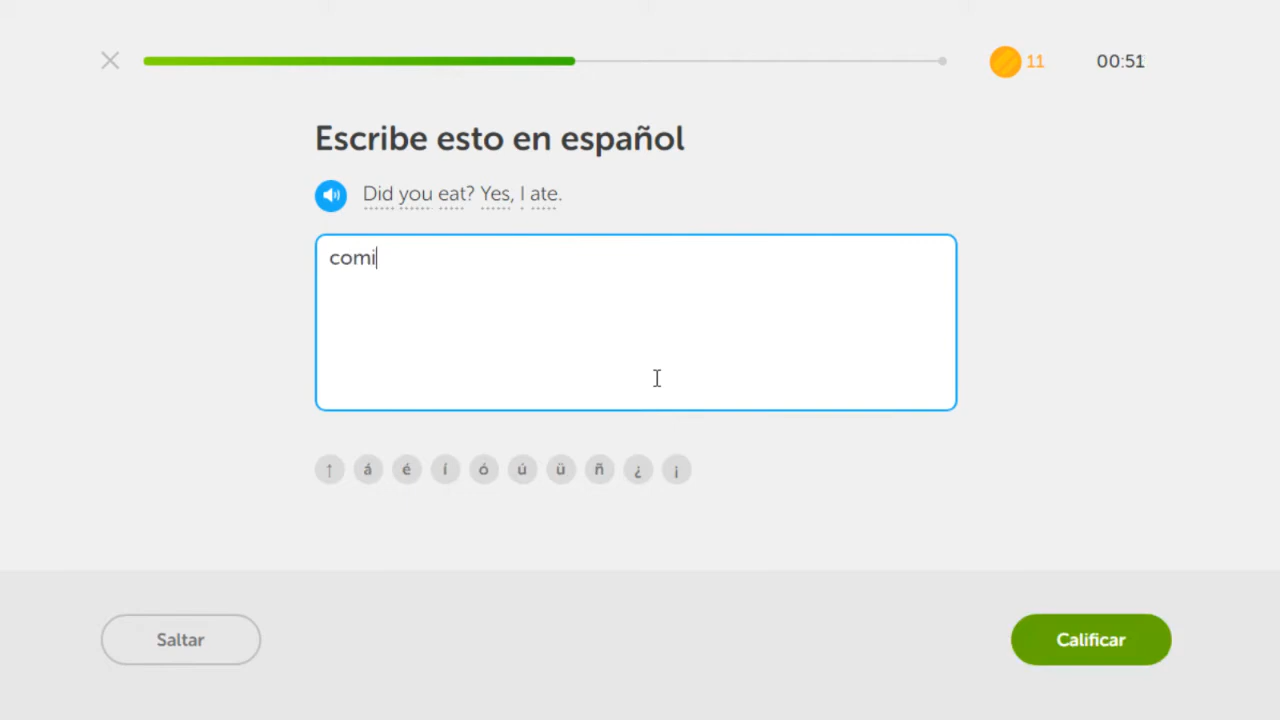 11
00:51
Escribe esto en español
Did you eat? Yes, I ate.
comi
↑ á é í ó ú ü ñ ¿ ¡
Saltar
Calificar